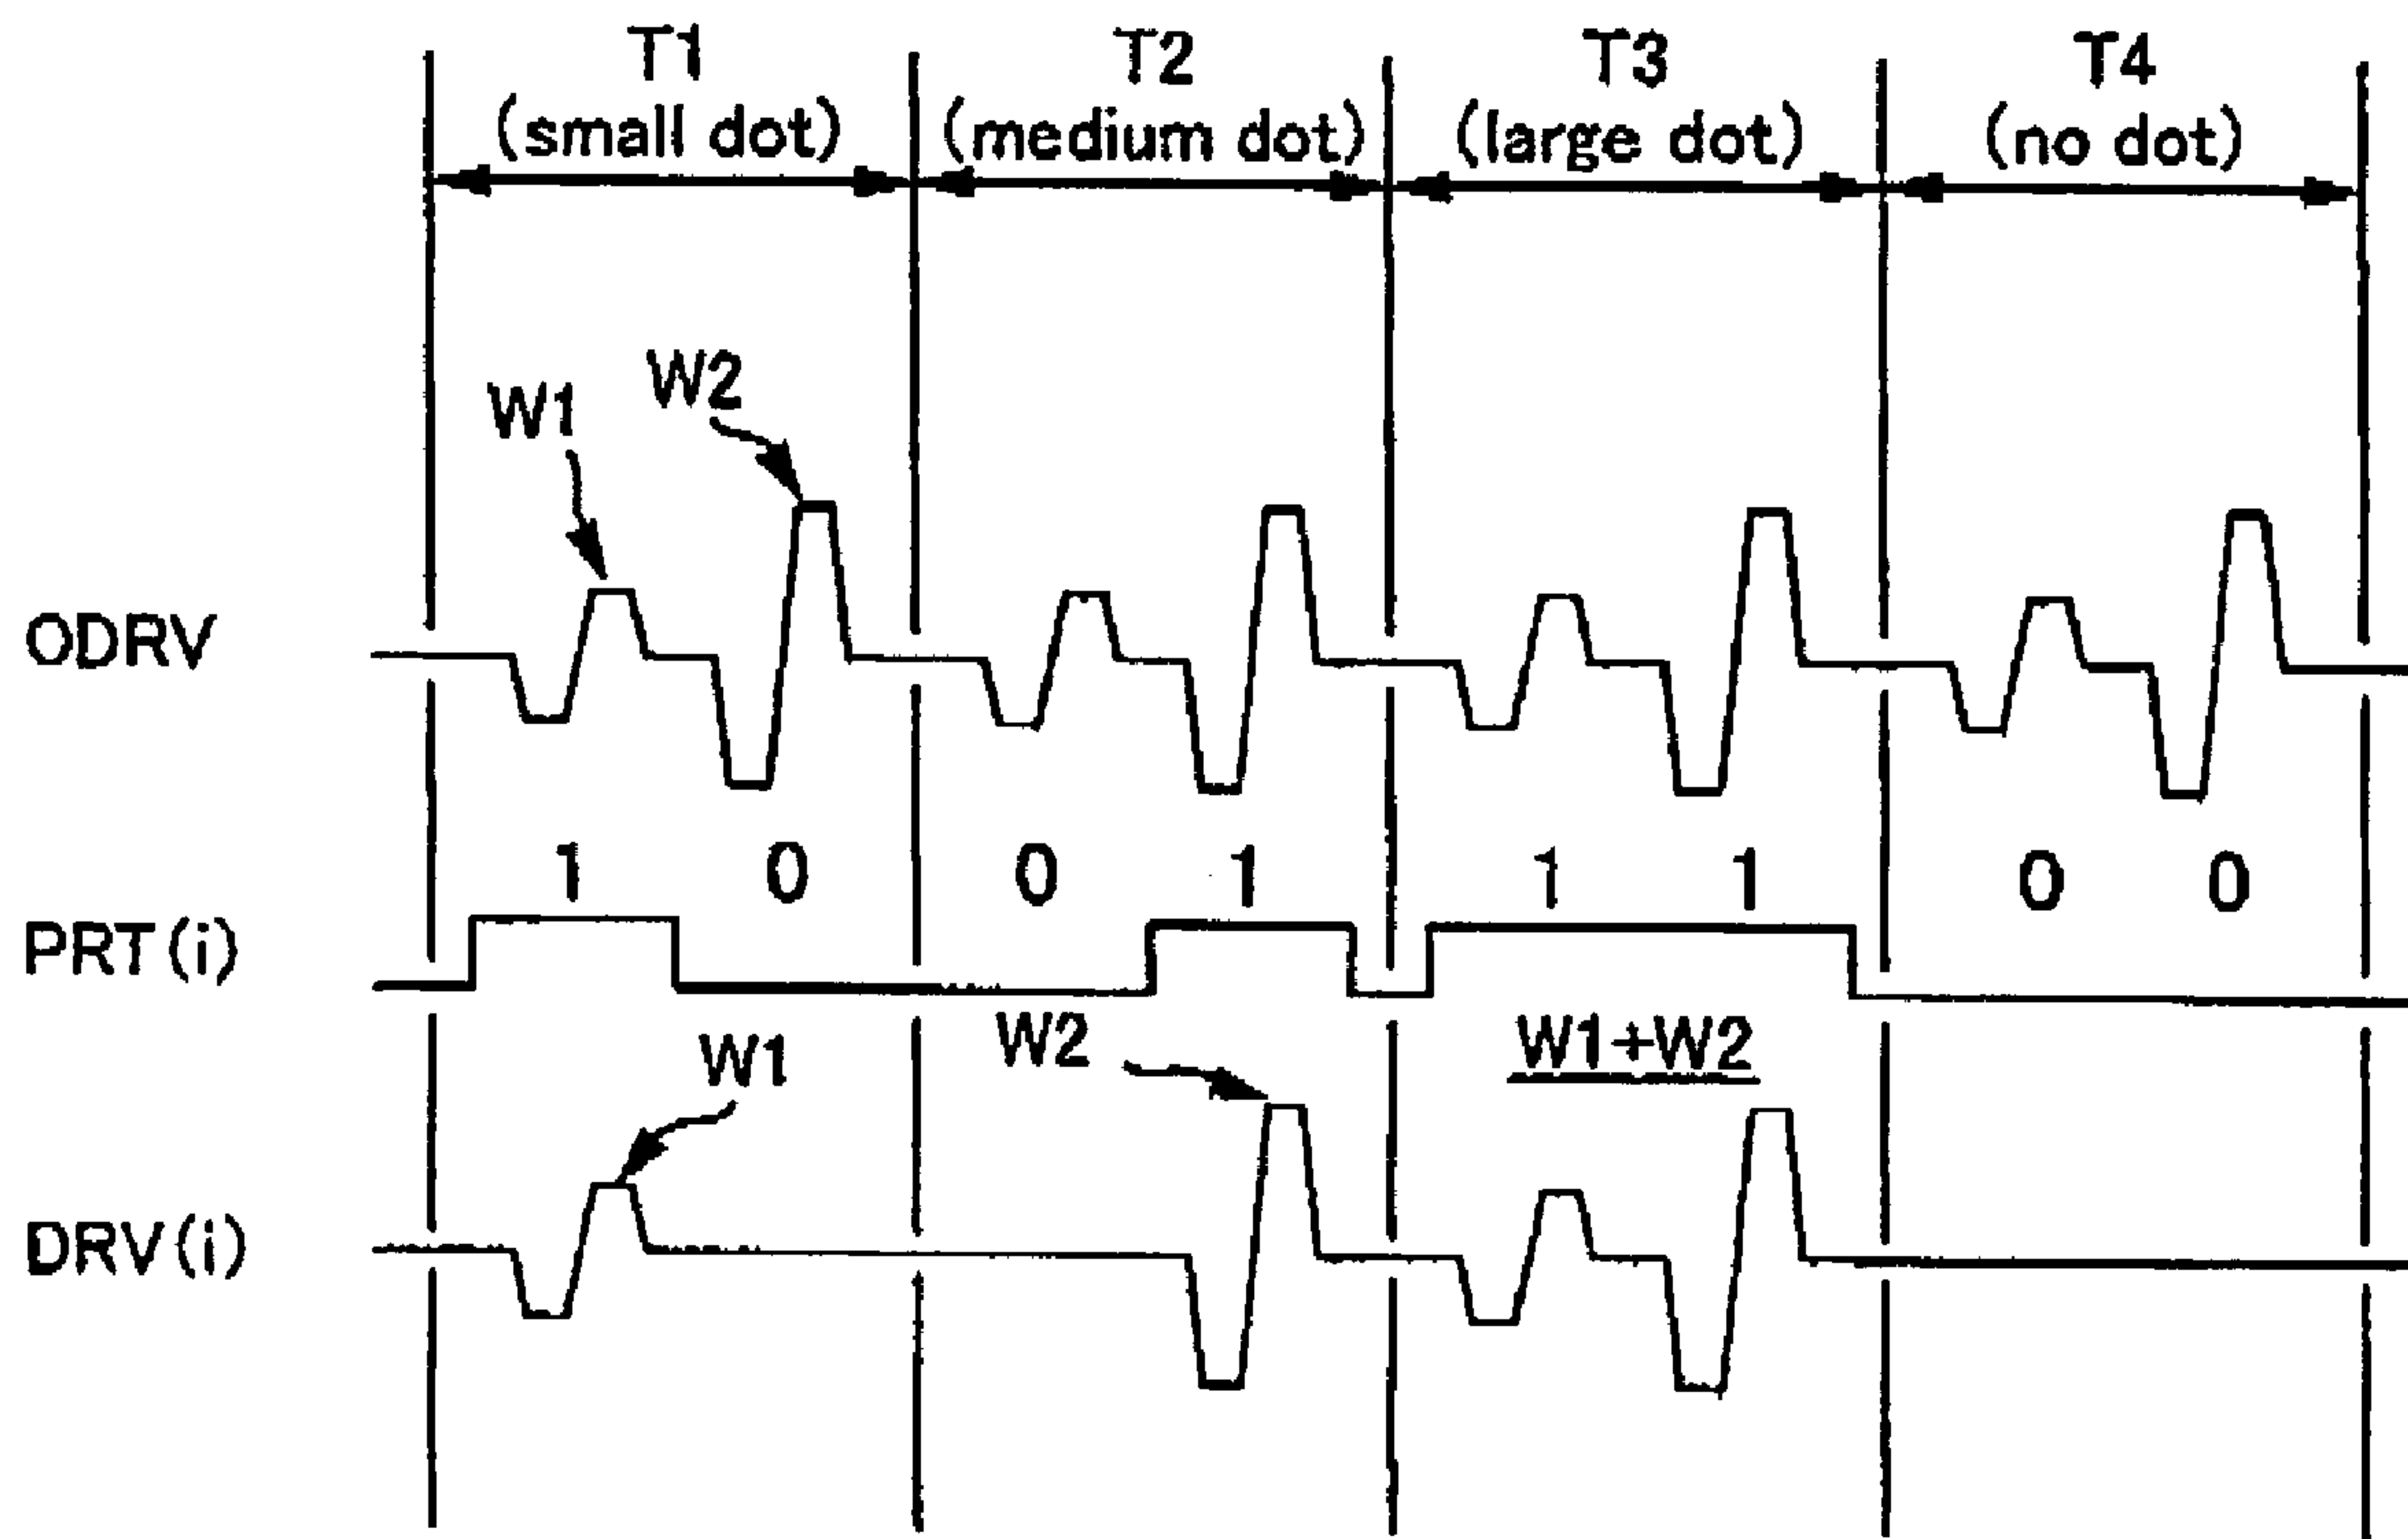 T1 T2 T3 T4
(small dot) (medium dot) (large dot) (no dot)
W1 W2
ODRV
1 0 0 1 1 1 0 0
PRT(i)
W1 W2 W1+W2
DRV(i)